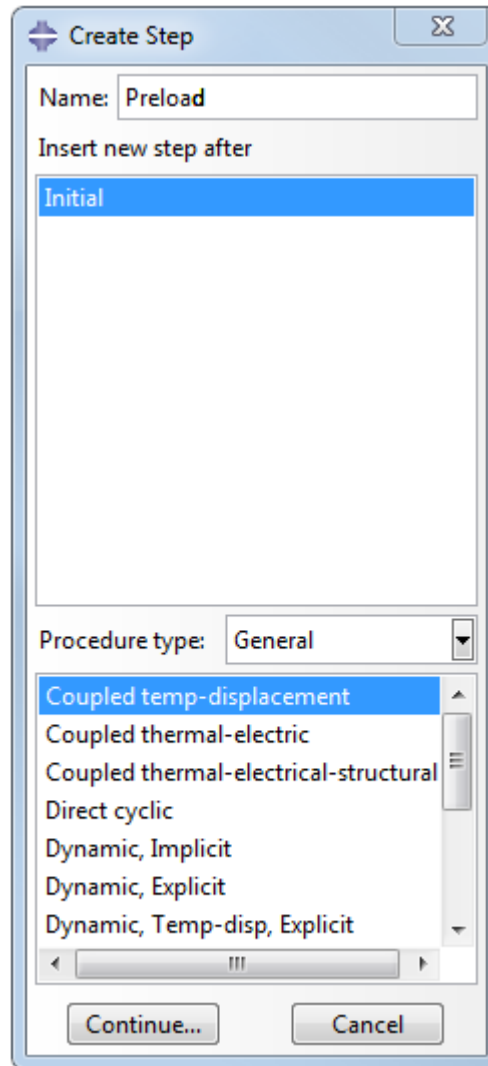 Create Step
Name: Preload
Insert new step after
Initial
Procedure type: General
Coupled temp-displacement
Coupled thermal-electric
Coupled thermal-electrical-structural
Direct cyclic
Dynamic, Implicit
Dynamic, Explicit
Dynamic, Temp-disp, Explicit
Continue... Cancel